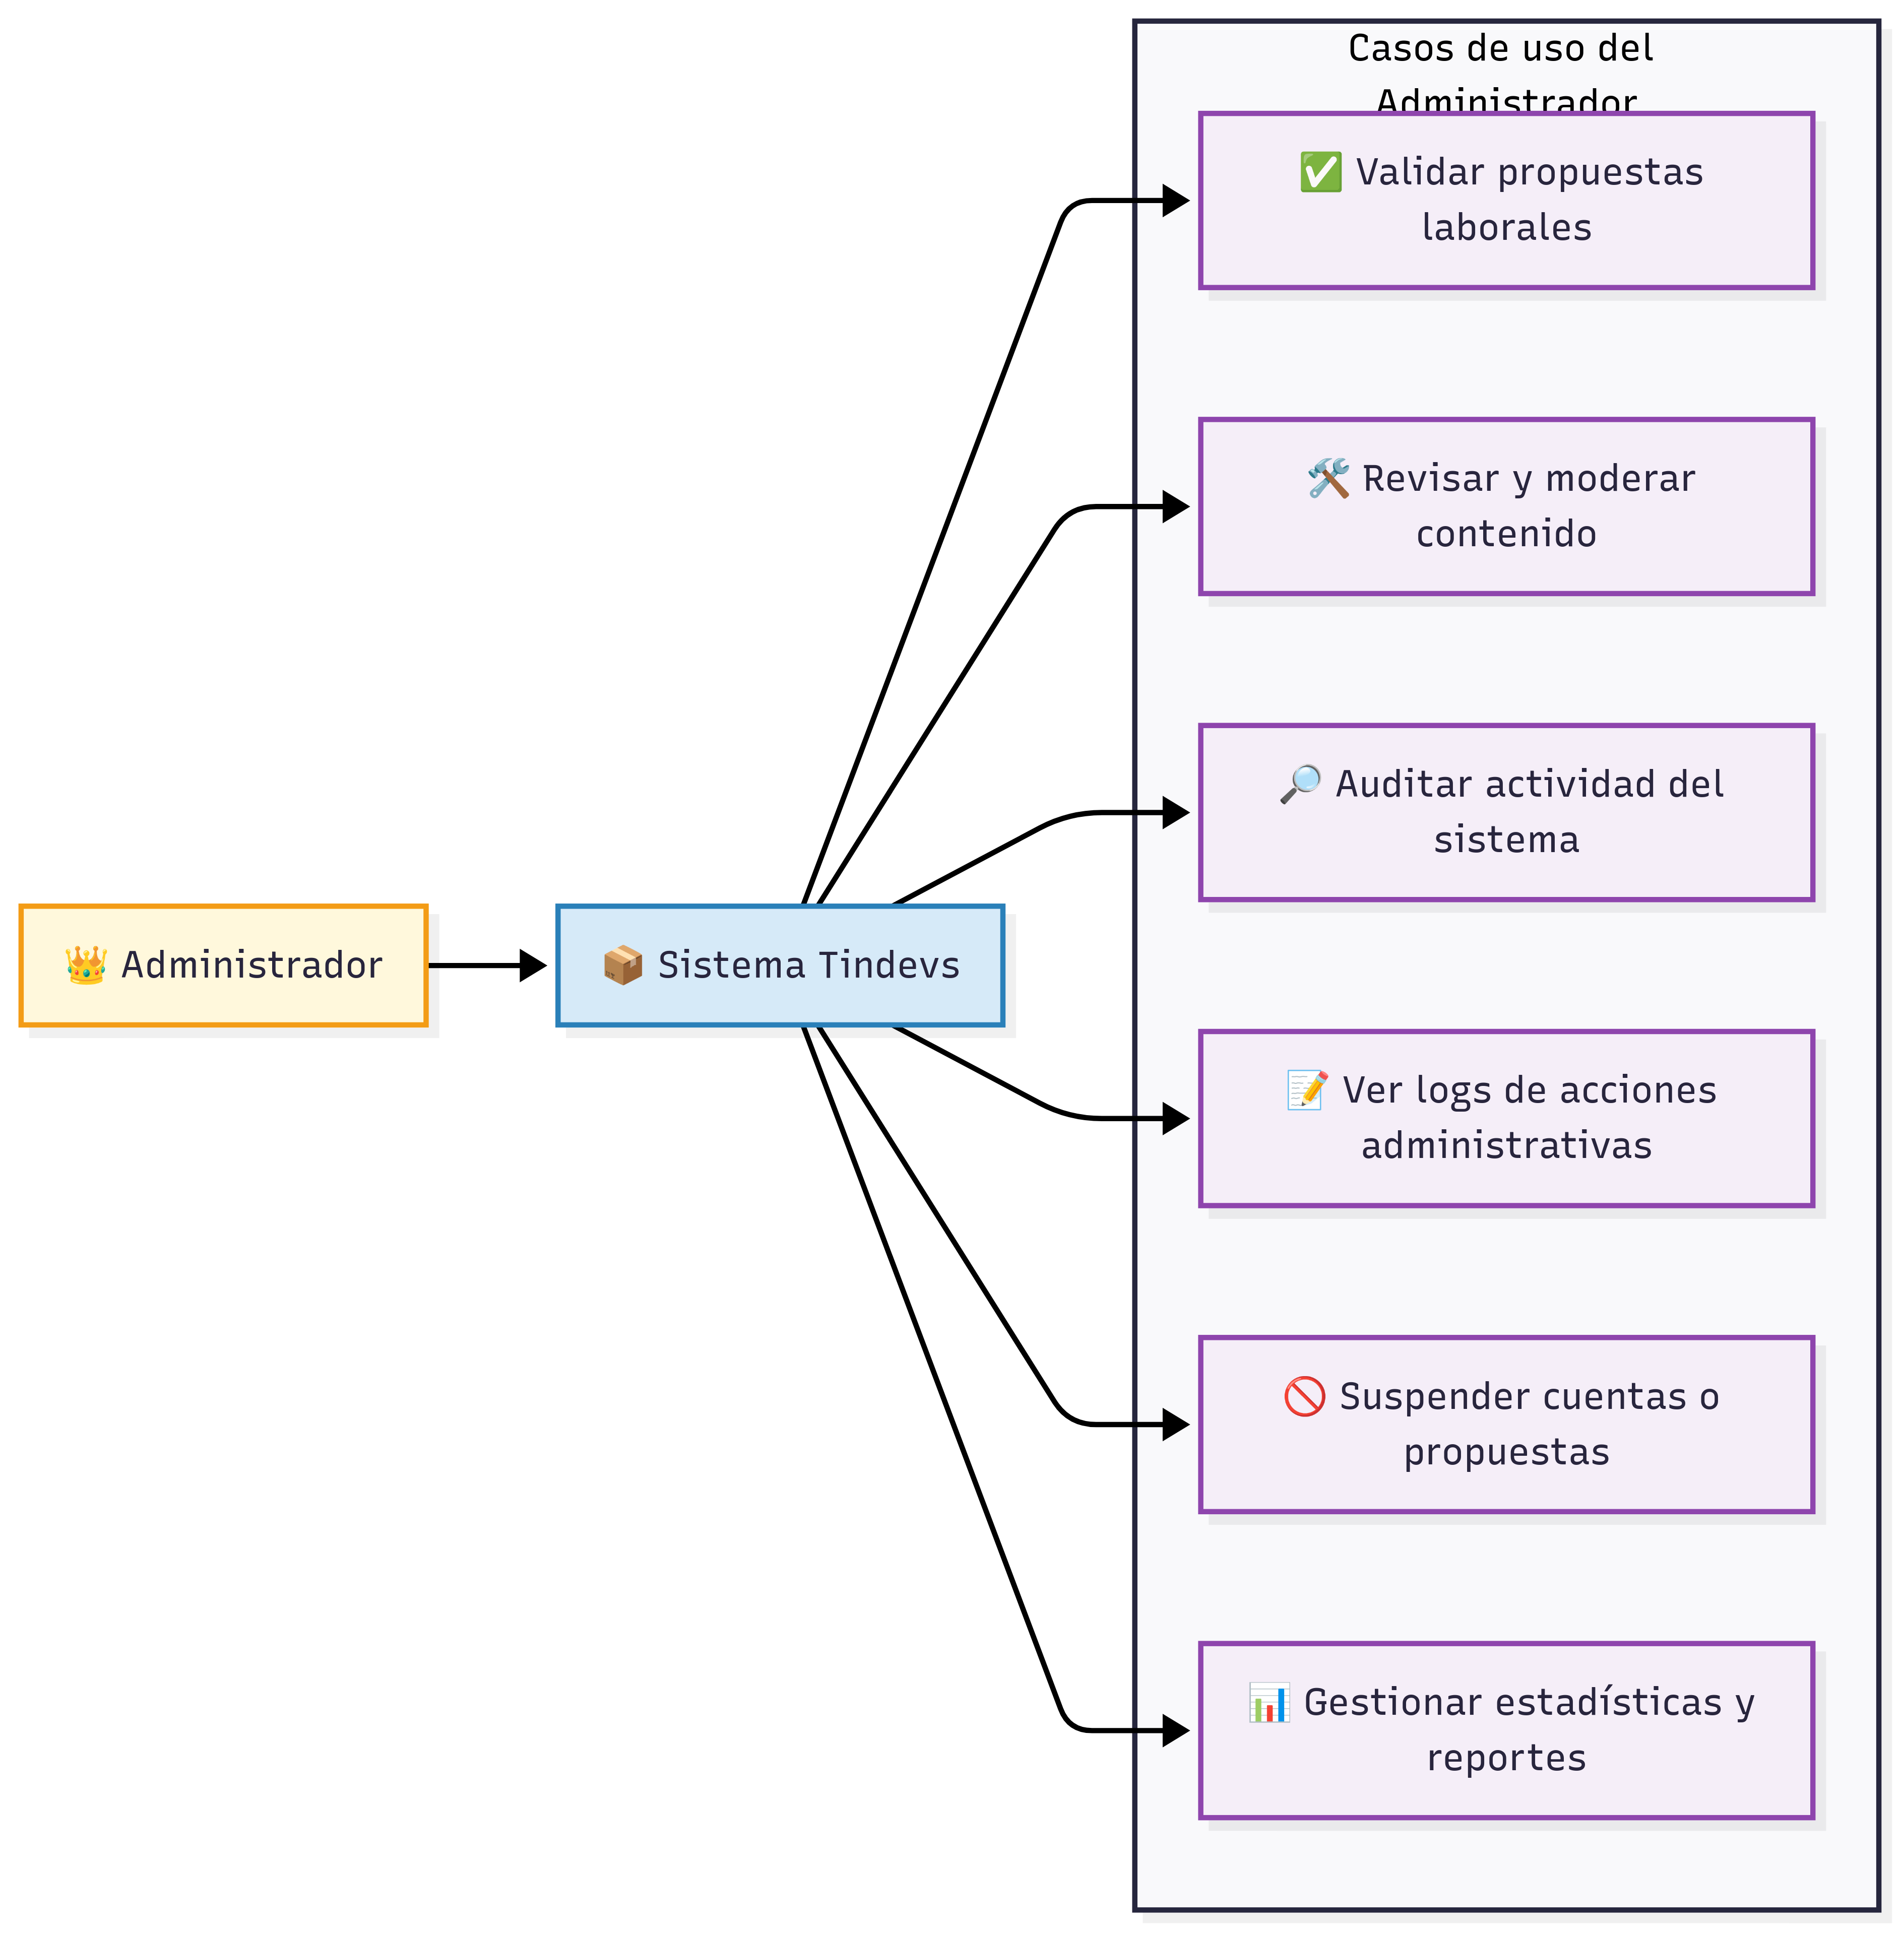 Casos de uso del
Administrador
✅ Validar propuestas
laborales
🛠️ Revisar y moderar
contenido
🔎 Auditar actividad del
sistema
👑 Administrador
📦 Sistema Tindevs
📝 Ver logs de acciones
administrativas
🚫 Suspender cuentas o
propuestas
📊 Gestionar estadísticas y
reportes